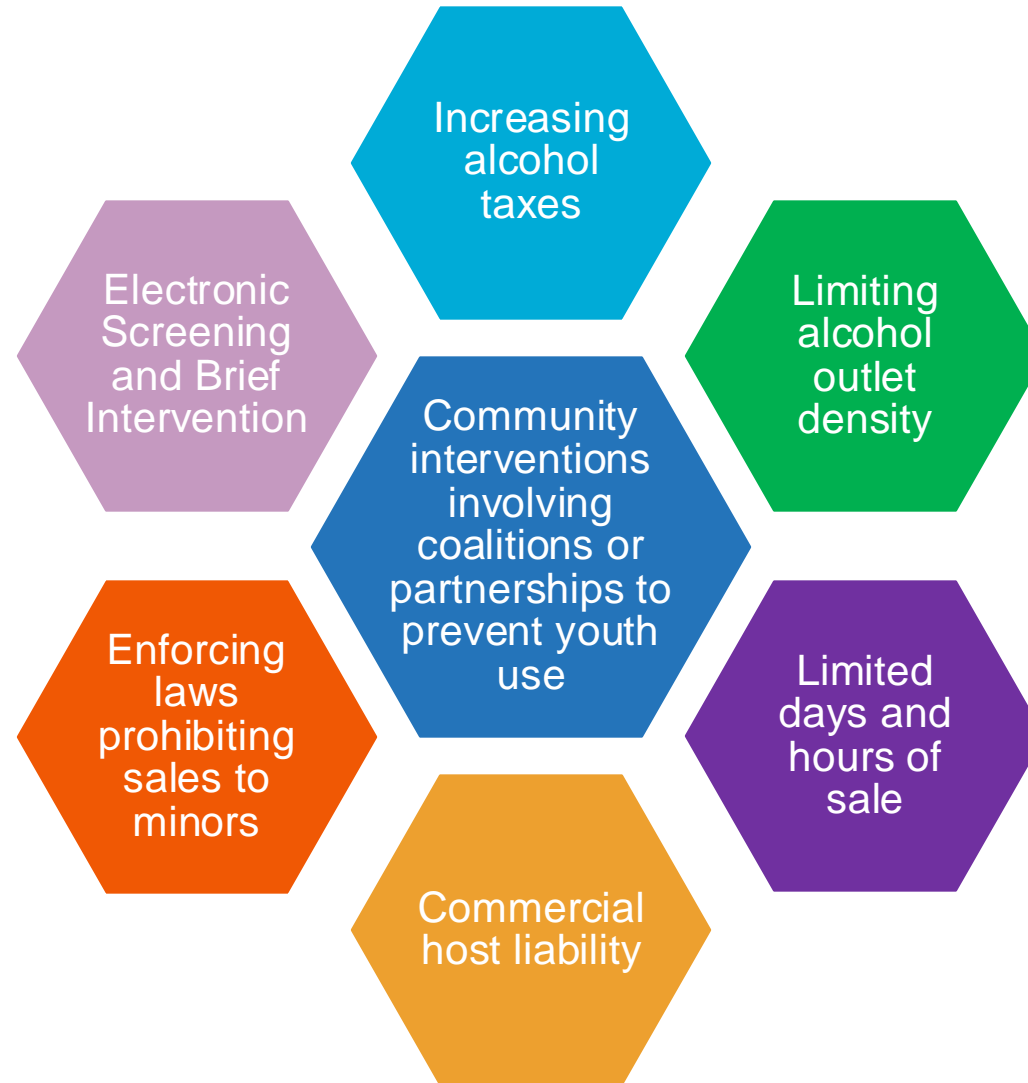 Increasing
alcohol
taxes
Electronic
Screening
and Brief
Intervention
Limiting
alcohol
outlet
density
Community
interventions
involving
coalitions or
partnerships to
prevent youth
use
Enforcing
laws
prohibiting
sales to
minors
Limited
days and
hours of
sale
Commercial
host liability